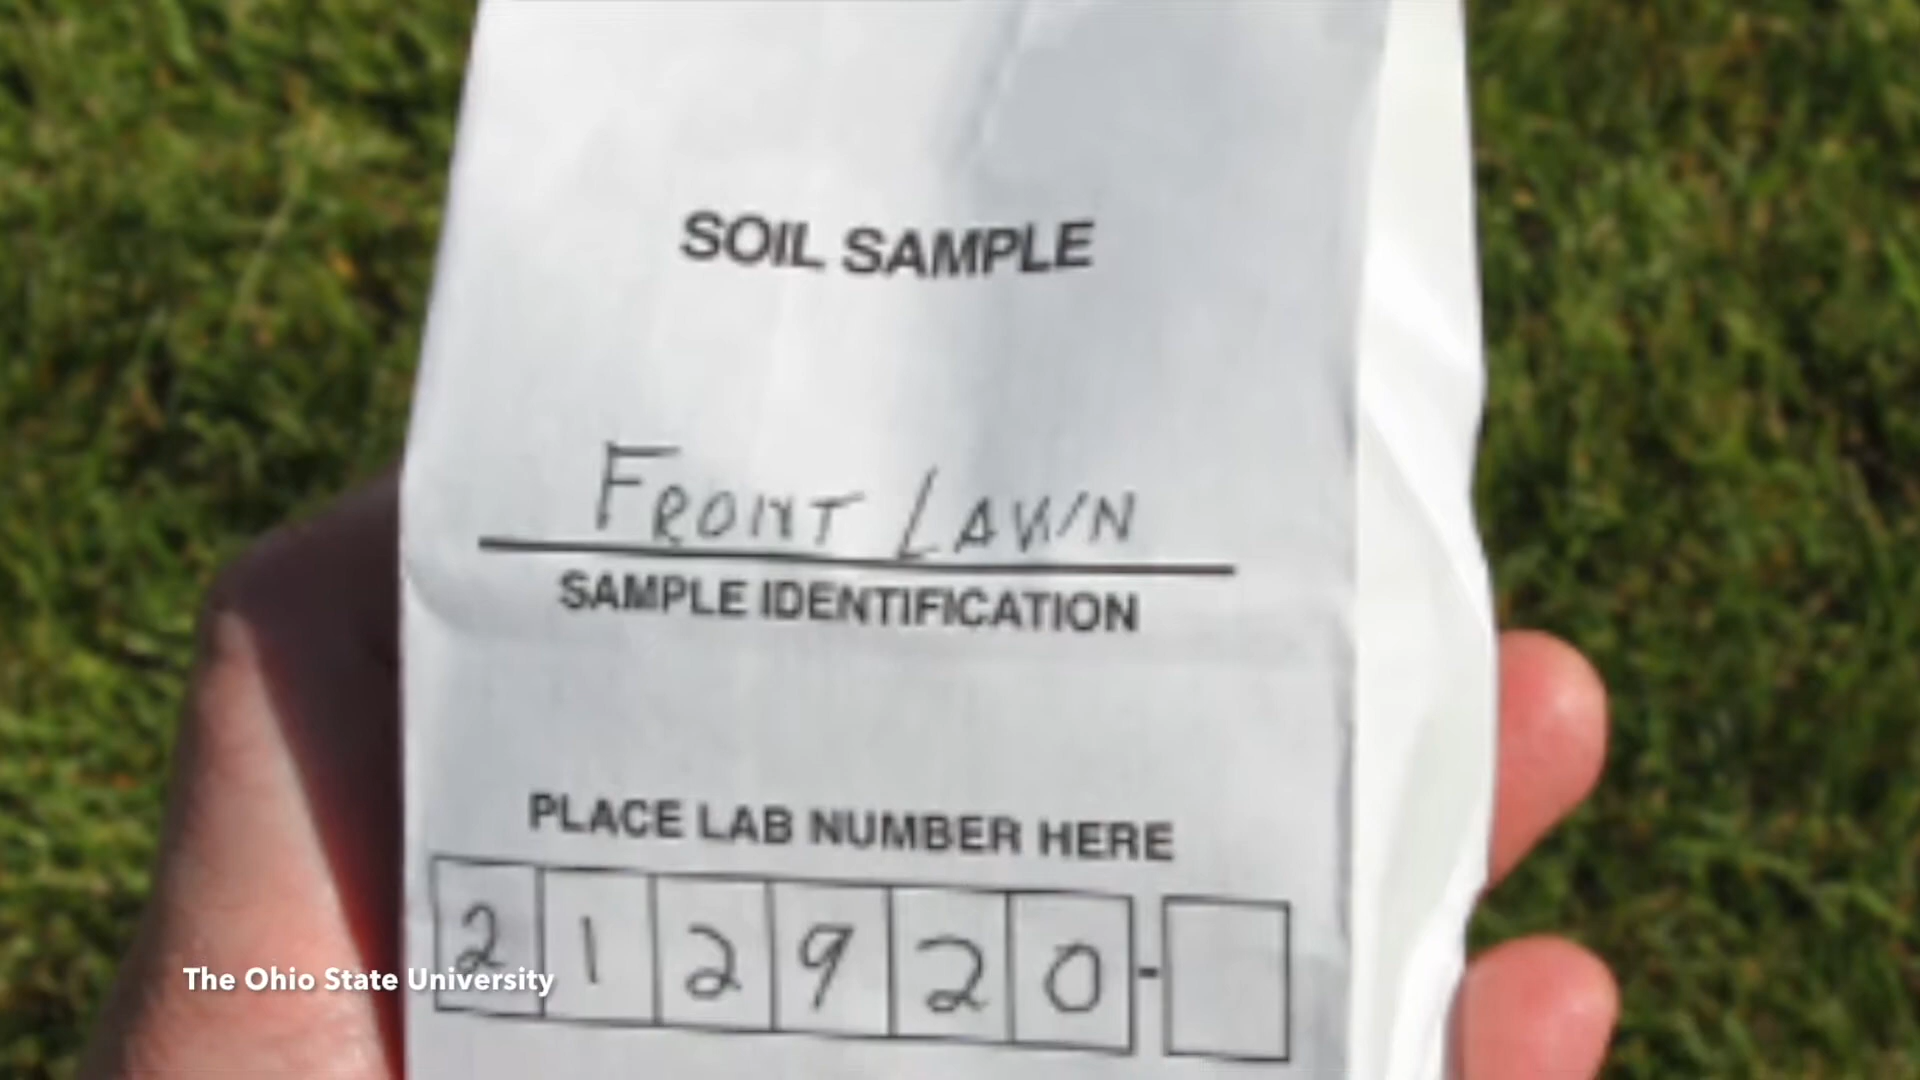 SOIL SAMPLE
FRONT LAWN
SAMPLE IDENTIFICATION
PLACE LAB NUMBER HERE
212920-
The Ohio State University